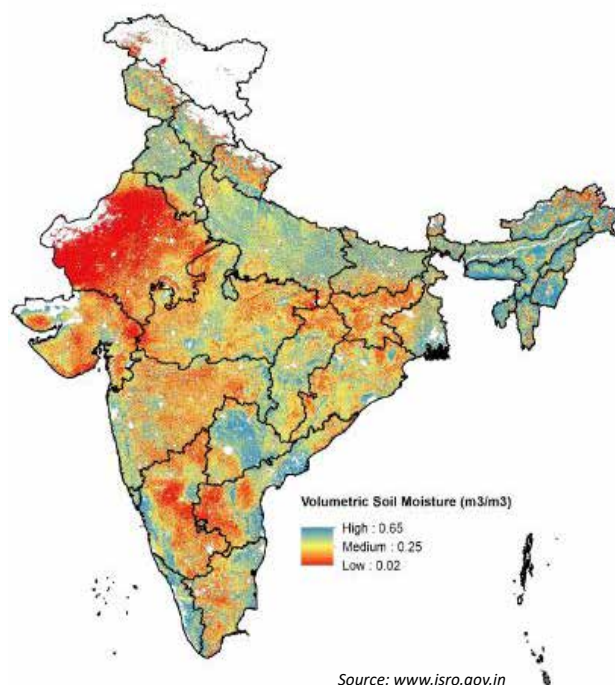 Volumetric Soil Moisture (m3/m3)
High : 0.65
Medium : 0.25
Low : 0.02
Source: www.isro.gov.in